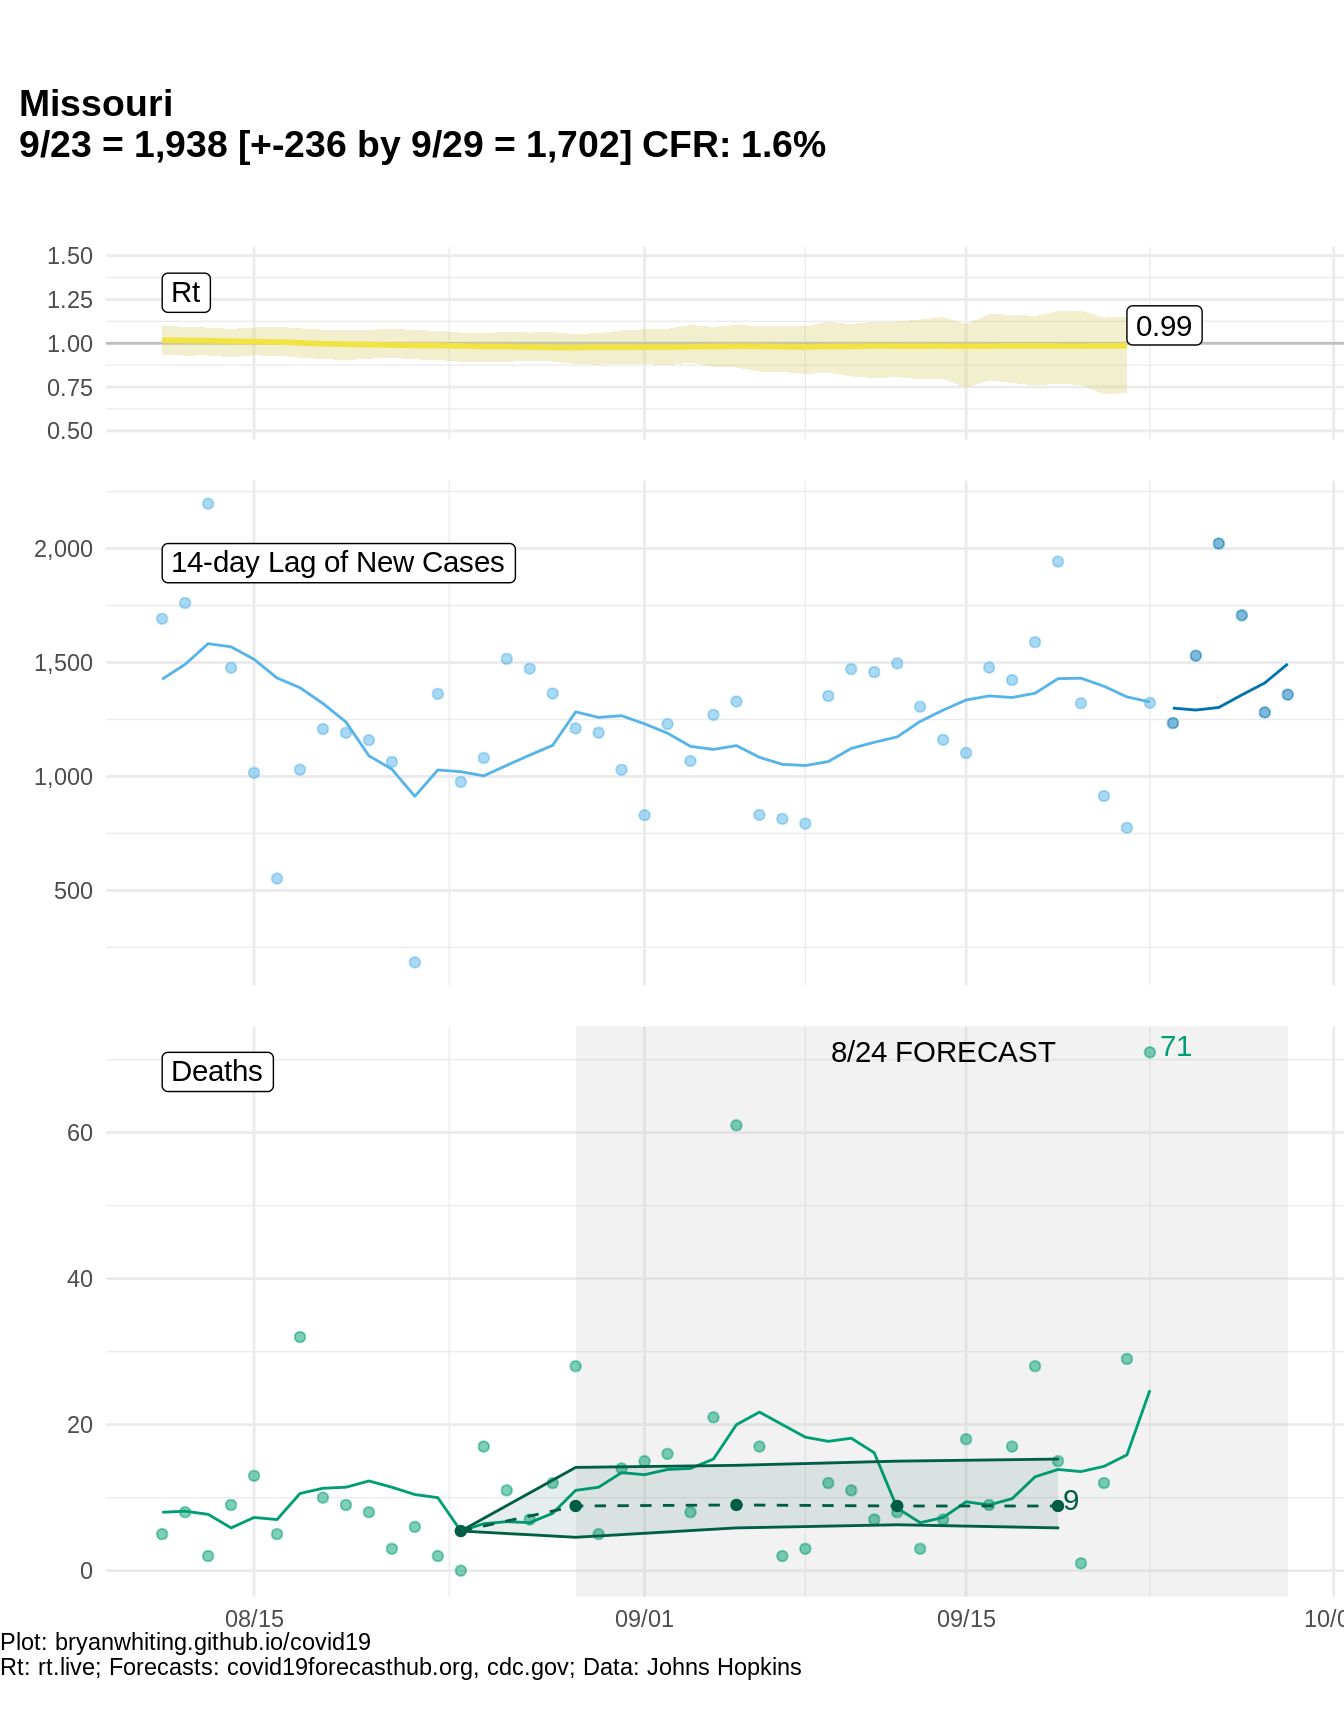 Missouri
9/23 = 1,938 [+-236 by 9/29 = 1,702] CFR: 1.6%
1.50
1.25
1.00
0.75
0.50
Rt
0.99
2,000
1,500
1,000
500
14-day Lag of New Cases
Deaths
8/24 FORECAST
71
60
40
20
0
9
08/15
09/01
09/15
10/0
Plot: bryanwhiting.github.io/covid19
Rt: rt.live; Forecasts: covid19forecasthub.org, cdc.gov; Data: Johns Hopkins